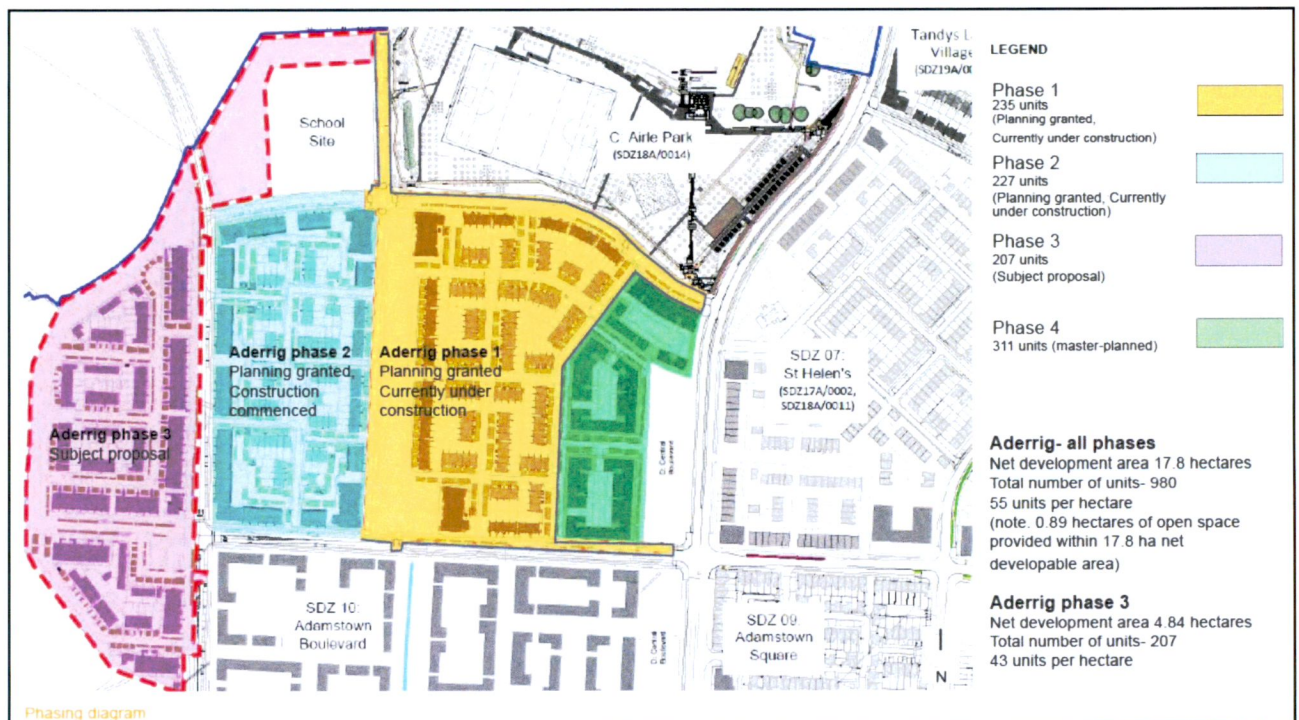 Tandys L
Village
(SDZ19A/00
School
Site
C. Airle Park
(SDZ18A/0014)
Aderrig phase 2
Planning granted,
Construction
commenced
Aderrig phase 1
Planning granted
Currently under
construction
SDZ 07:
St Helen's
(SDZ17A/0002,
SDZ18A/0011)
Aderrig phase 3
Subject proposal
D. Central
Boulevard
SDZ 10:
Adamstown
Boulevard
D. Central
Boulevard
SDZ 09:
Adamstown
Square
N
LEGEND
Phase 1
235 units
(Planning granted,
Currently under construction)
Phase 2
227 units
(Planning granted, Currently
under construction)
Phase 3
207 units
(Subject proposal)
Phase 4
311 units (master-planned)
Aderrig- all phases
Net development area 17.8 hectares
Total number of units- 980
55 units per hectare
(note. 0.89 hectares of open space
provided within 17.8 ha net
developable area)
Aderrig phase 3
Net development area 4.84 hectares
Total number of units- 207
43 units per hectare
Phasing diagram